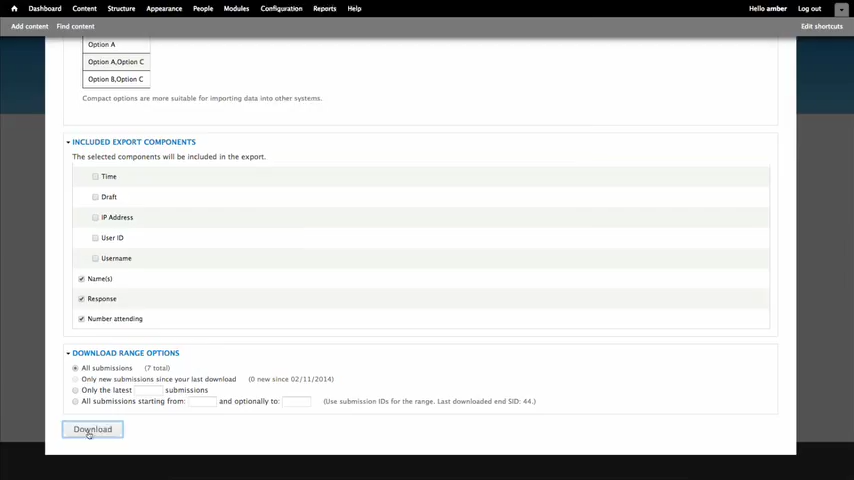 Dashboard Content Structure Appearance People Modules Configuration Reports Help Hello amber Log out
Add content Find content Edit shortcuts
Option A
Option A,Option C
Option B,Option C
Compact options are more suitable for importing data into other systems.
INCLUDED EXPORT COMPONENTS
The selected components will be included in the export.
Time
Draft
IP Address
User ID
Username
Name(s)
Response
Number attending
DOWNLOAD RANGE OPTIONS
All submissions (7 total)
Only new submissions since your last download (0 new since 02/11/2014)
Only the latest submissions
All submissions starting from: and optionally to: (Use submission IDs for the range. Last downloaded end SID: 44.)
Download